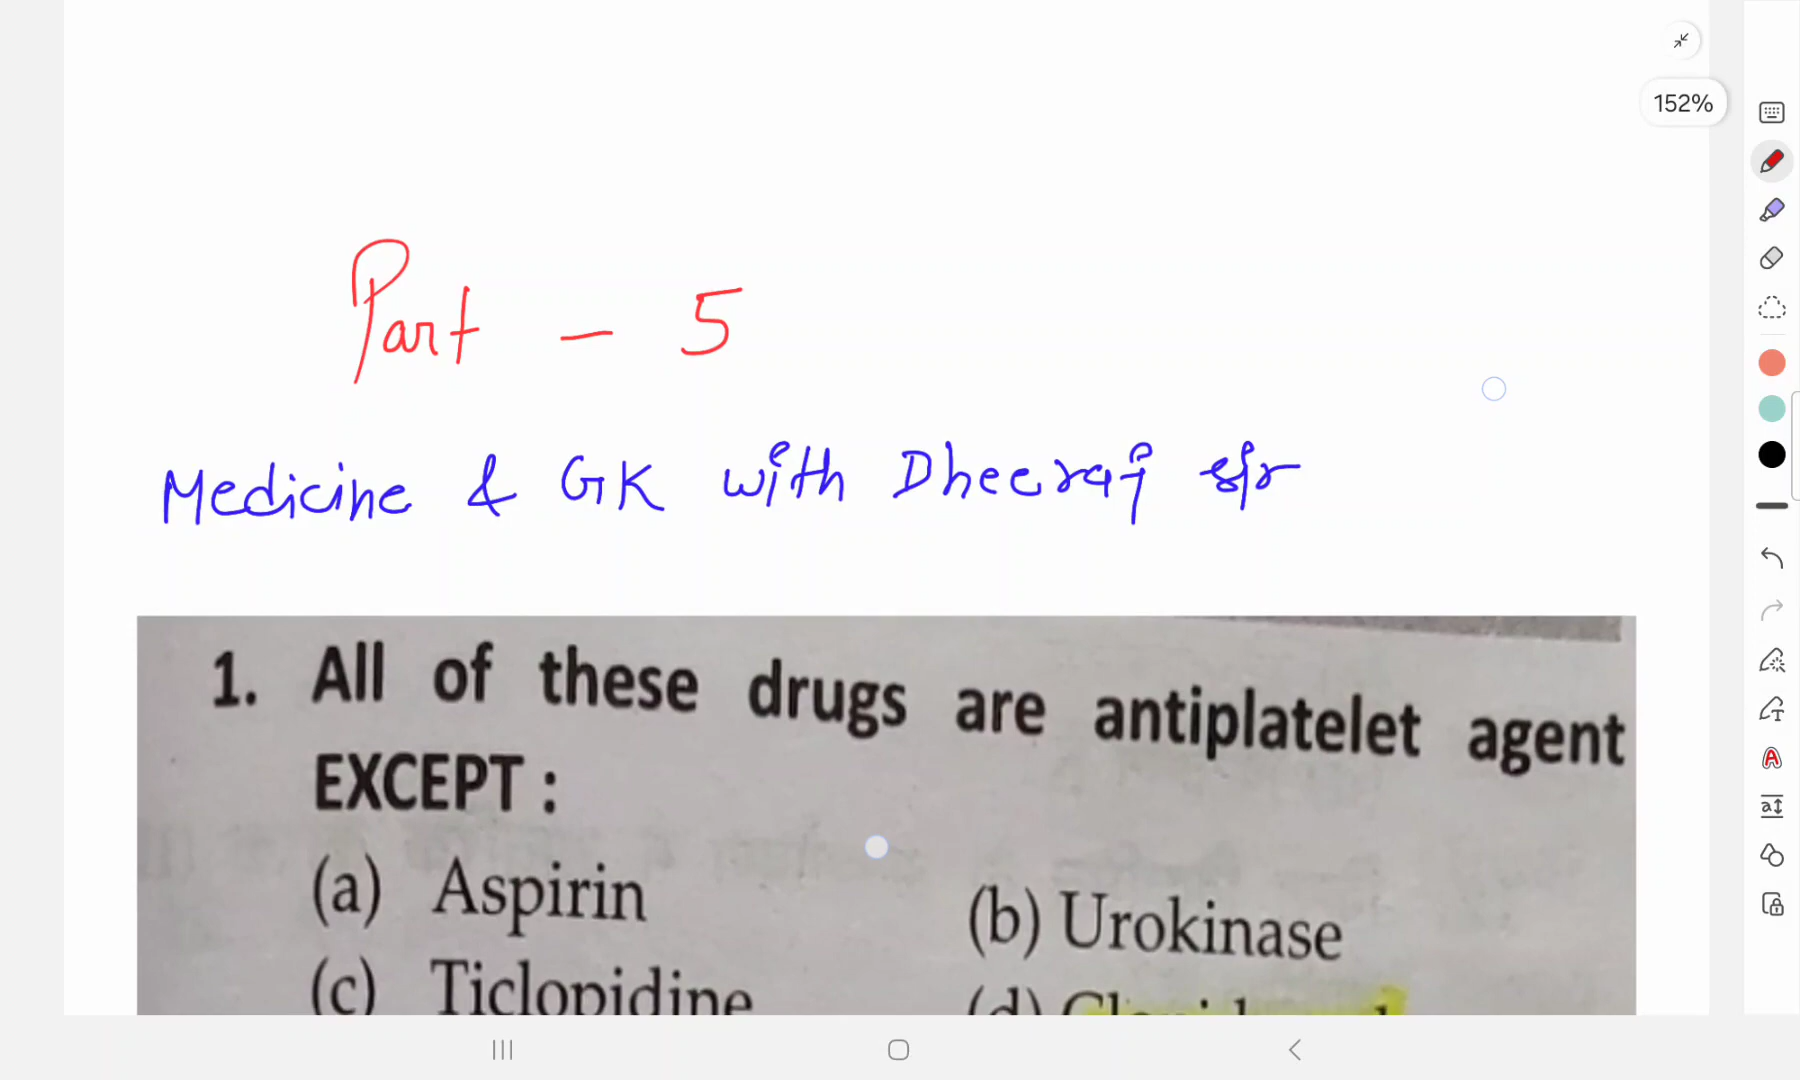 152%
Part - 5
Medicine & GK with Dheeraj sir
1. All of these drugs are antiplatelet agent
EXCEPT :
(a) Aspirin (b) Urokinase
(c) Ticlopidine (d)